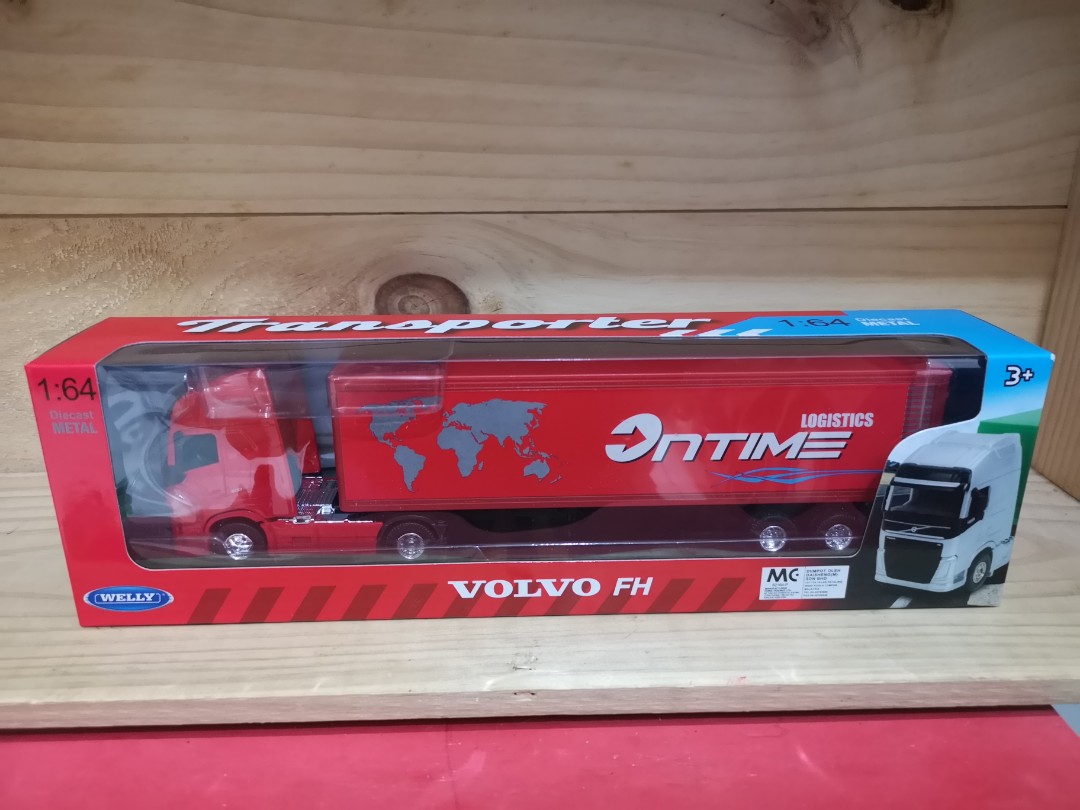 Transporter
1:64 Diecast
METAL
1:64
Diecast
METAL
3+
LOGISTICS
ONTIME
VOLVO FH
WELLY
MC